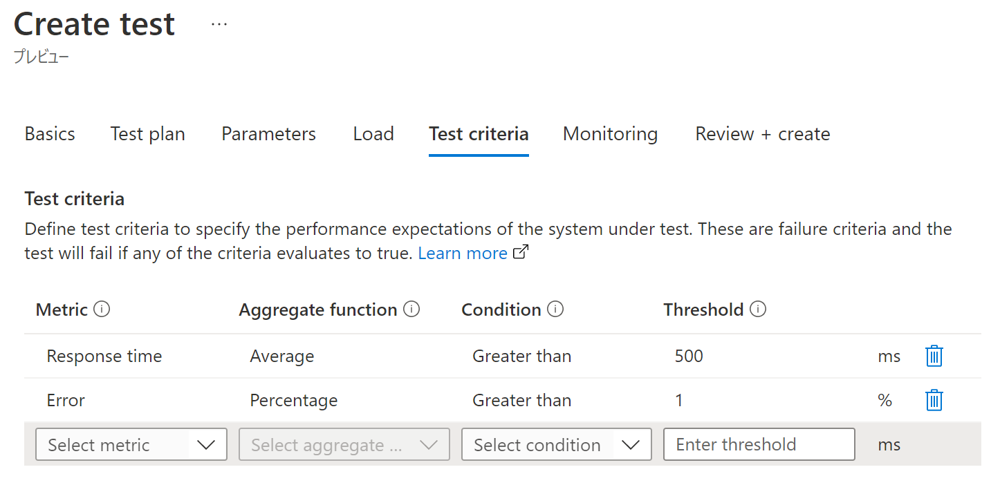 Create test ...
プレビュー
Basics Test plan Parameters Load Test criteria Monitoring Review + create
Test criteria
Define test criteria to specify the performance expectations of the system under test. These are failure criteria and the
test will fail if any of the criteria evaluates to true. Learn more
Metric Aggregate function Condition Threshold
Response time Average Greater than 500 ms
Error Percentage Greater than 1 %
Select metric Select aggregate ... Select condition Enter threshold ms